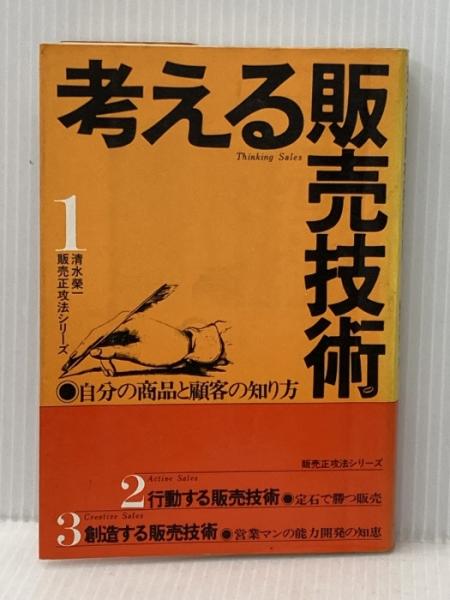 考える販売技術
Thinking Sales
1
清水榮一
販売正攻法シリーズ
●自分の商品と顧客の知り方
販売正攻法シリーズ
Active Sales
2 行動する販売技術●定石で勝つ販売
Creative Sales
3 創造する販売技術●営業マンの能力開発の知恵